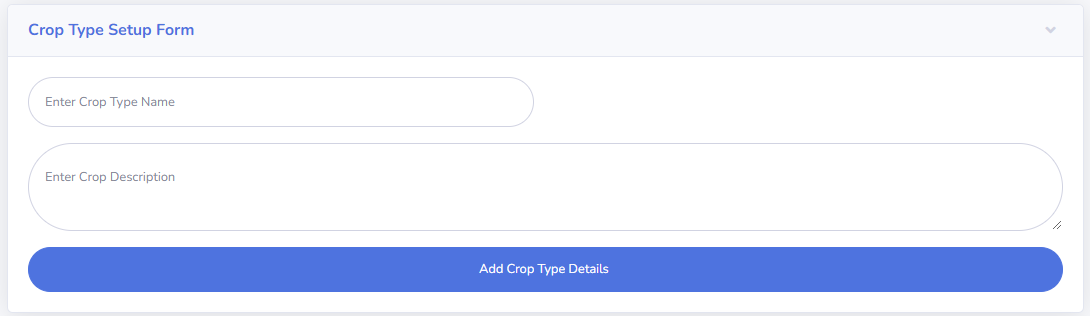 Crop Type Setup Form
Enter Crop Type Name
Enter Crop Description
Add Crop Type Details